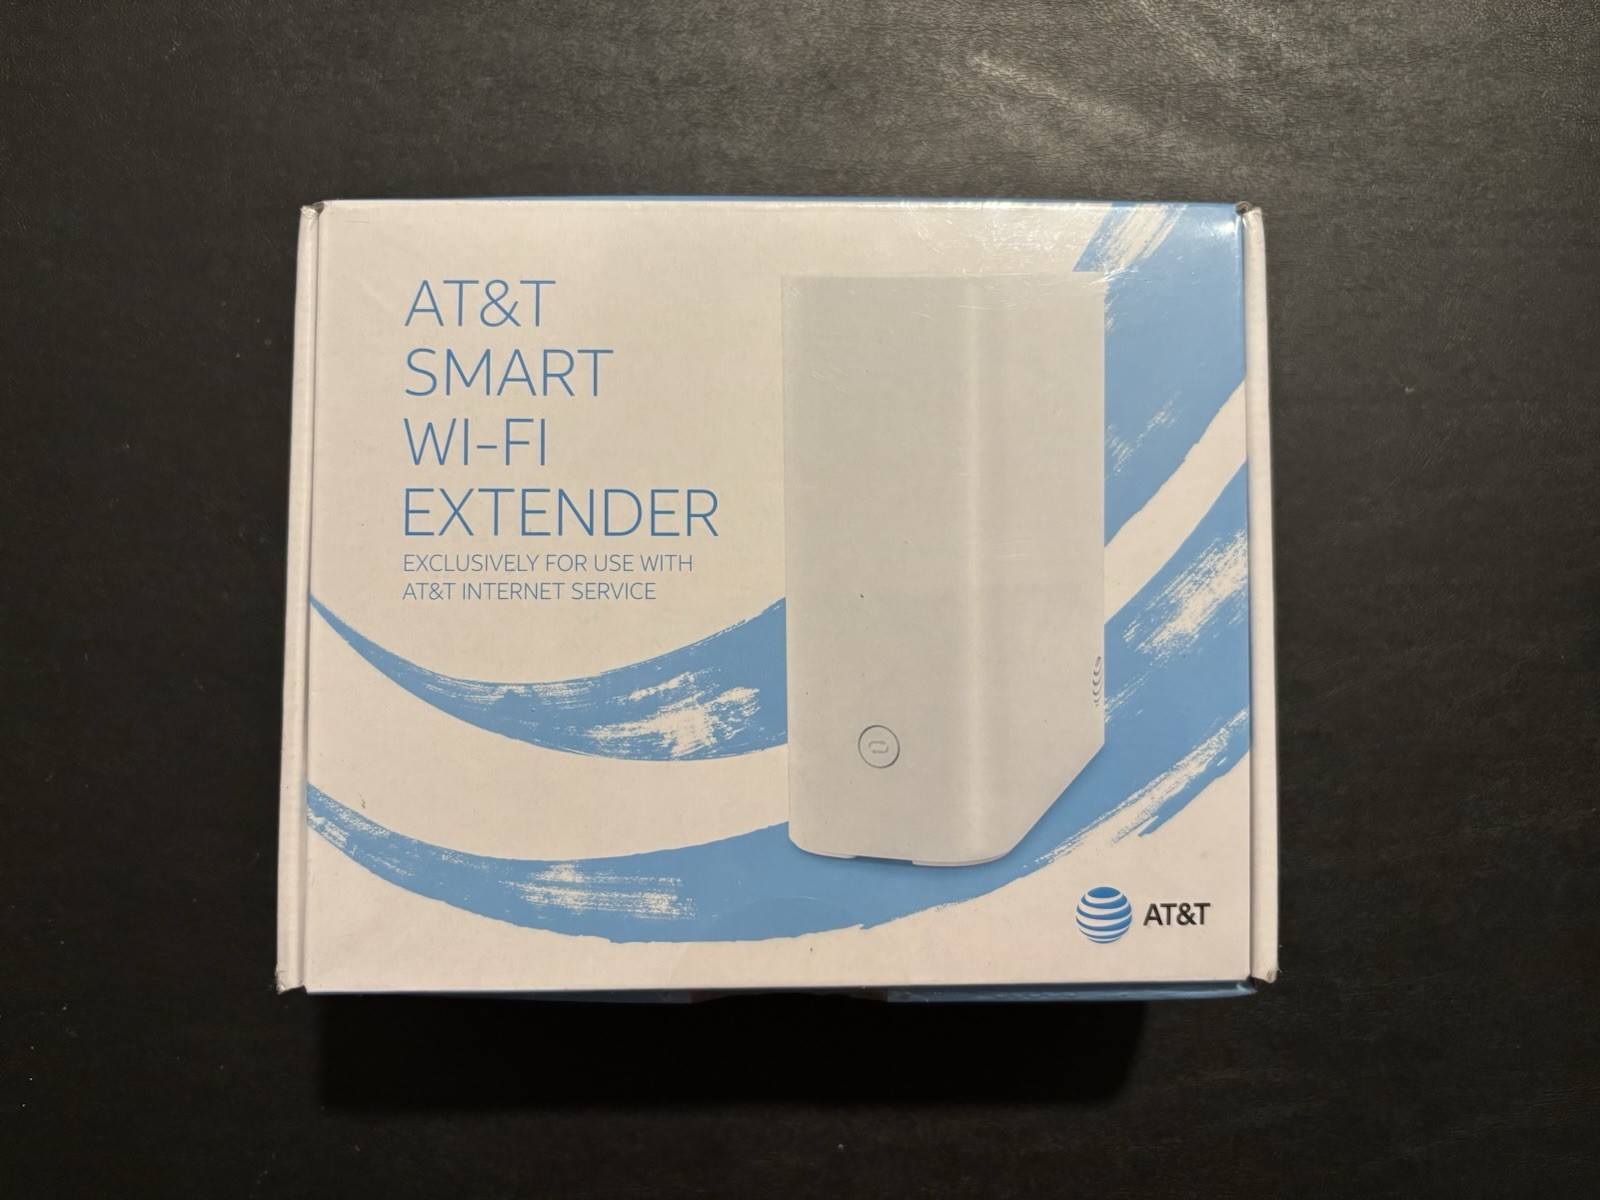 AT&T
SMART
WI-FI
EXTENDER
EXCLUSIVELY FOR USE WITH
AT&T INTERNET SERVICE
AT&T